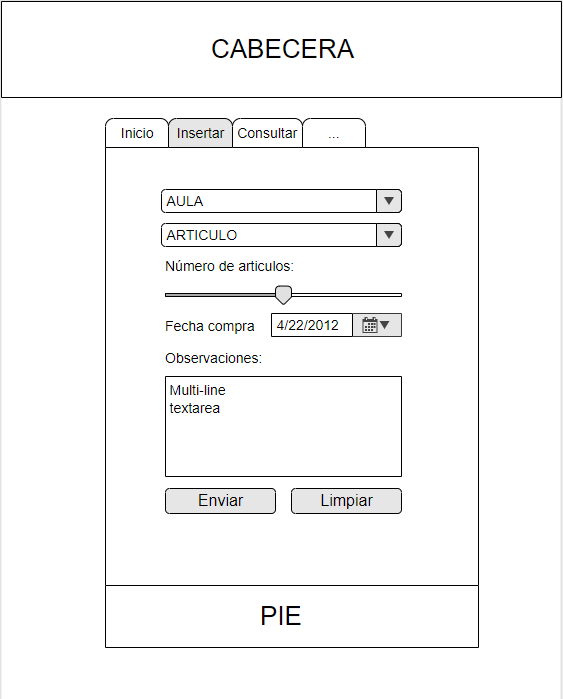 CABECERA
Inicio
Insertar
Consultar
...
AULA
ARTICULO
Número de articulos:
Fecha compra
4/22/2012
Observaciones:
Multi-line
textarea
Enviar
Limpiar
PIE